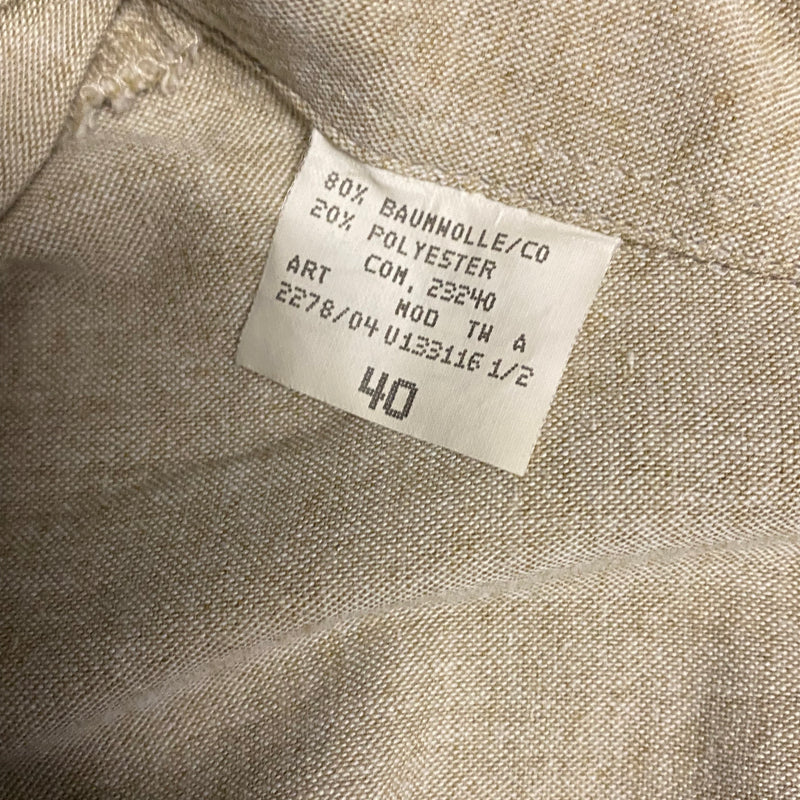 80% BAUMWOLLE/CO
20% POLYESTER
COM. 23240
ART MOD TW A
2278/04 U133116 1/2
40